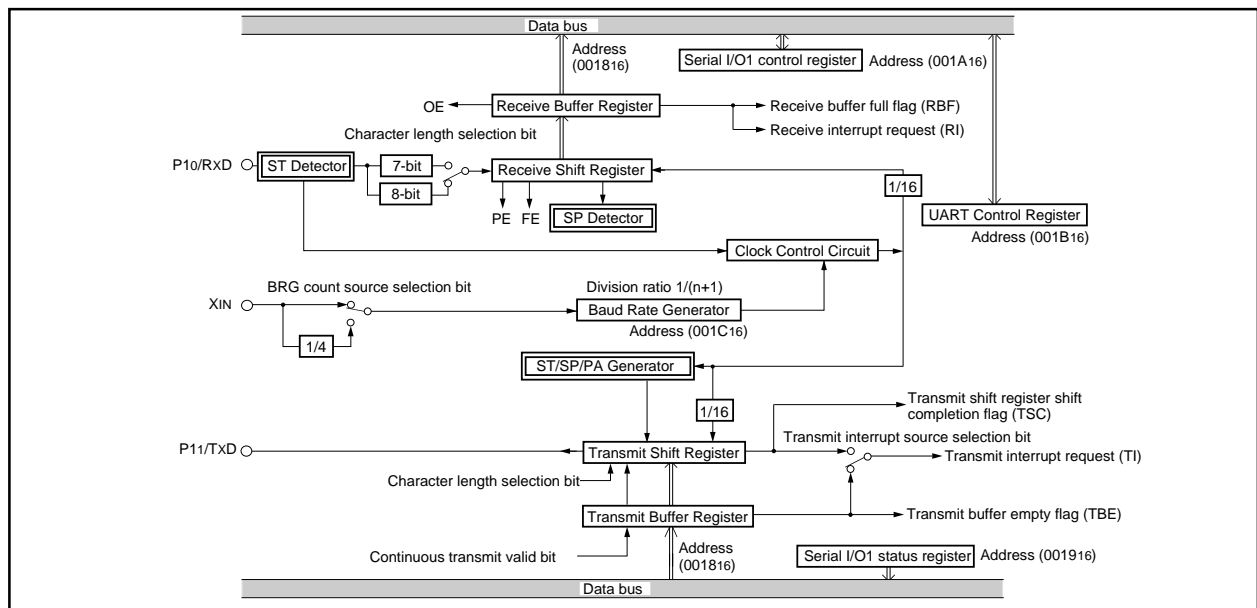 Data bus
Address
(001816)
Serial I/O1 control register
Address (001A16)
OE
Receive Buffer Register
Receive buffer full flag (RBF)
Receive interrupt request (RI)
Character length selection bit
P10/RXD
ST Detector
7-bit
8-bit
Receive Shift Register
1/16
PE
FE
SP Detector
UART Control Register
Address (001B16)
Clock Control Circuit
BRG count source selection bit
Division ratio 1/(n+1)
XIN
Baud Rate Generator
Address (001C16)
1/4
ST/SP/PA Generator
1/16
Transmit shift register shift
completion flag (TSC)
Transmit interrupt source selection bit
P11/TXD
Transmit Shift Register
Transmit interrupt request (TI)
Character length selection bit
Transmit Buffer Register
Transmit buffer empty flag (TBE)
Continuous transmit valid bit
Address
(001816)
Serial I/O1 status register
Address (001916)
Data bus